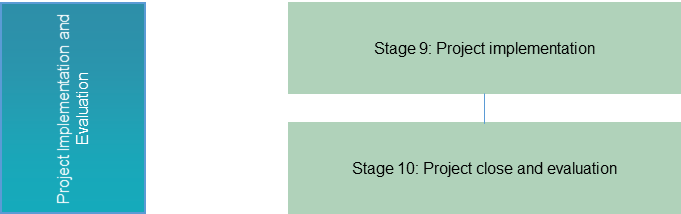 Project Implementation and
Evaluation
Stage 9: Project implementation
Stage 10: Project close and evaluation